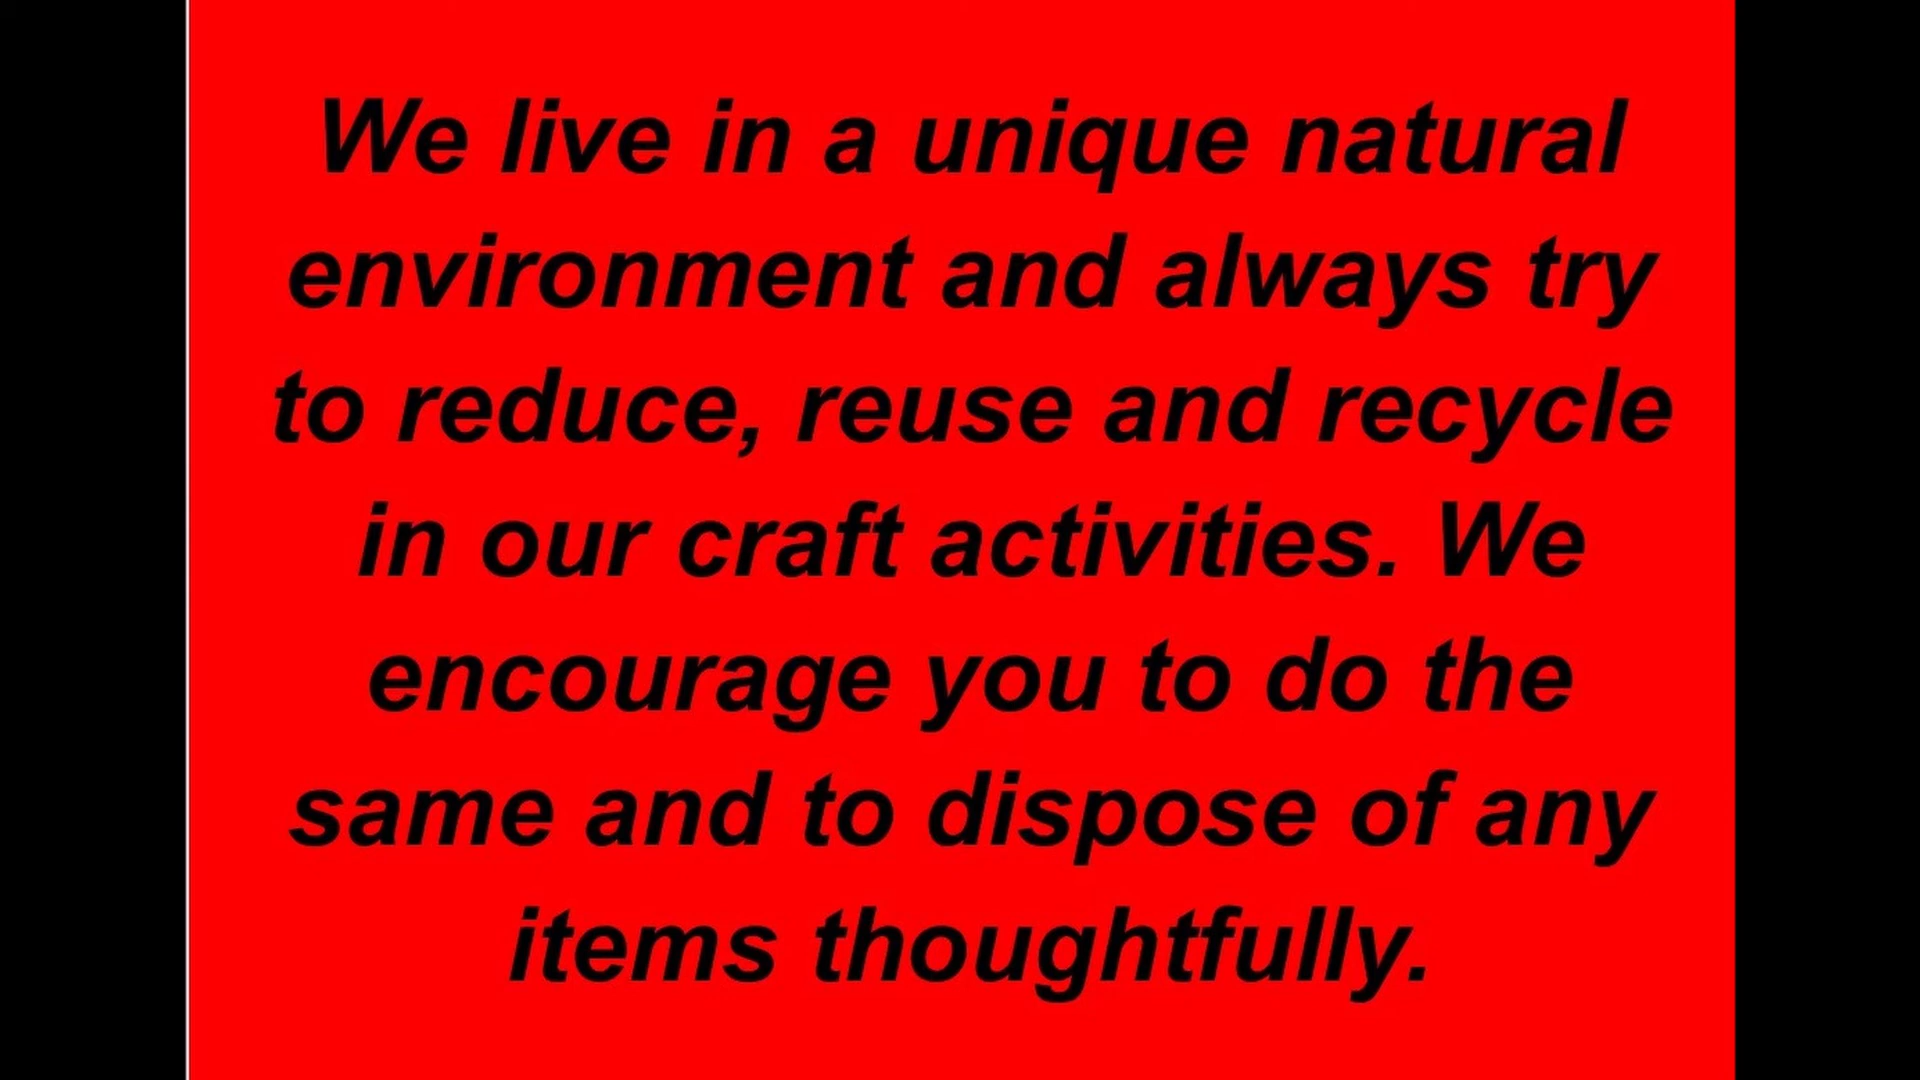 We live in a unique natural
environment and always try
to reduce, reuse and recycle
in our craft activities. We
encourage you to do the
same and to dispose of any
items thoughtfully.